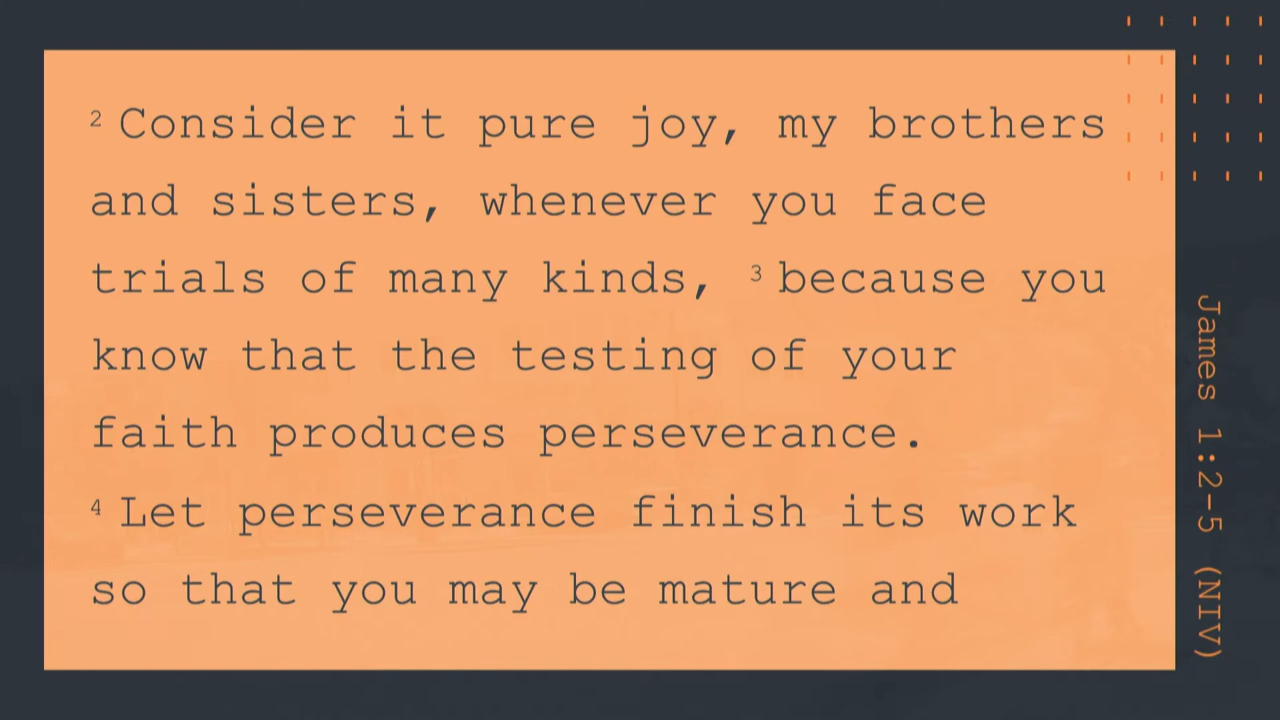 2 Consider it pure joy, my brothers
and sisters, whenever you face
trials of many kinds, 3 because you
know that the testing of your
faith produces perseverance.
4 Let perseverance finish its work
so that you may be mature and
James 1:2-5 (NIV)